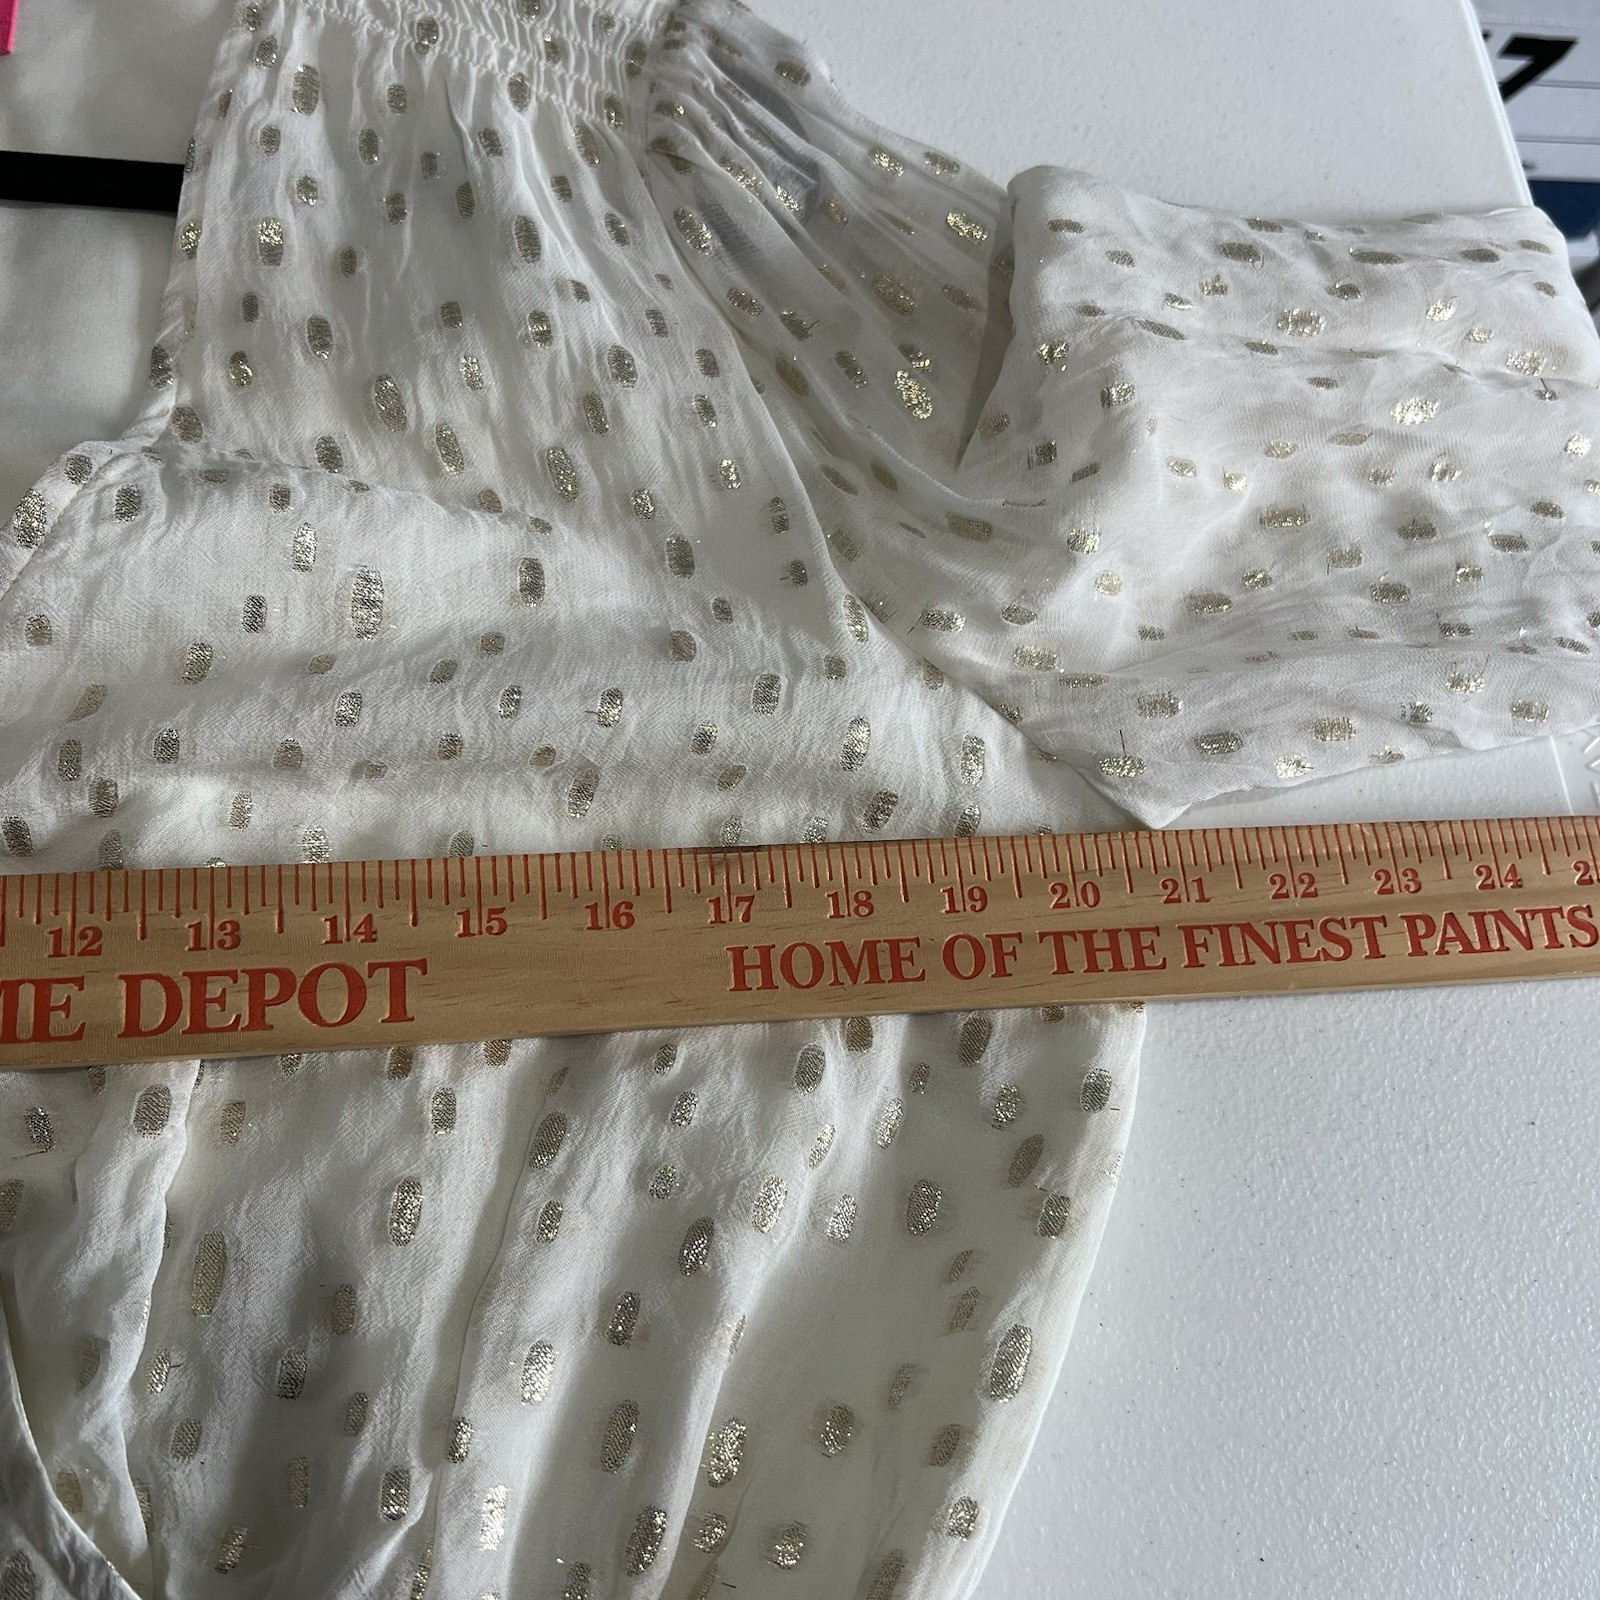 7
12 13 14 15 16 17 18 19 20 21 22 23 24
DEPOT HOME OF THE FINEST PAINTS